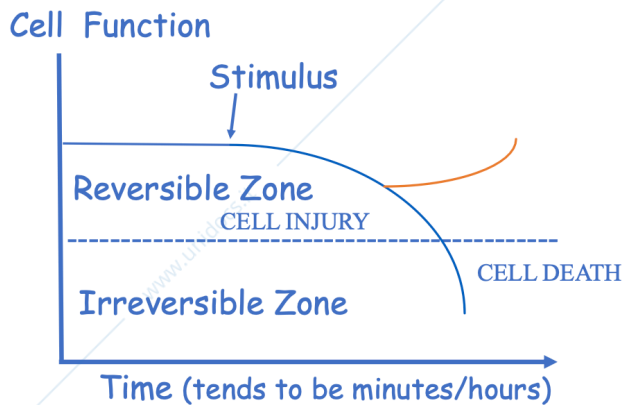 Cell Function
Stimulus
Reversible Zone
CELL INJURY
CELL DEATH
Irreversible Zone
Time (tends to be minutes/hours)